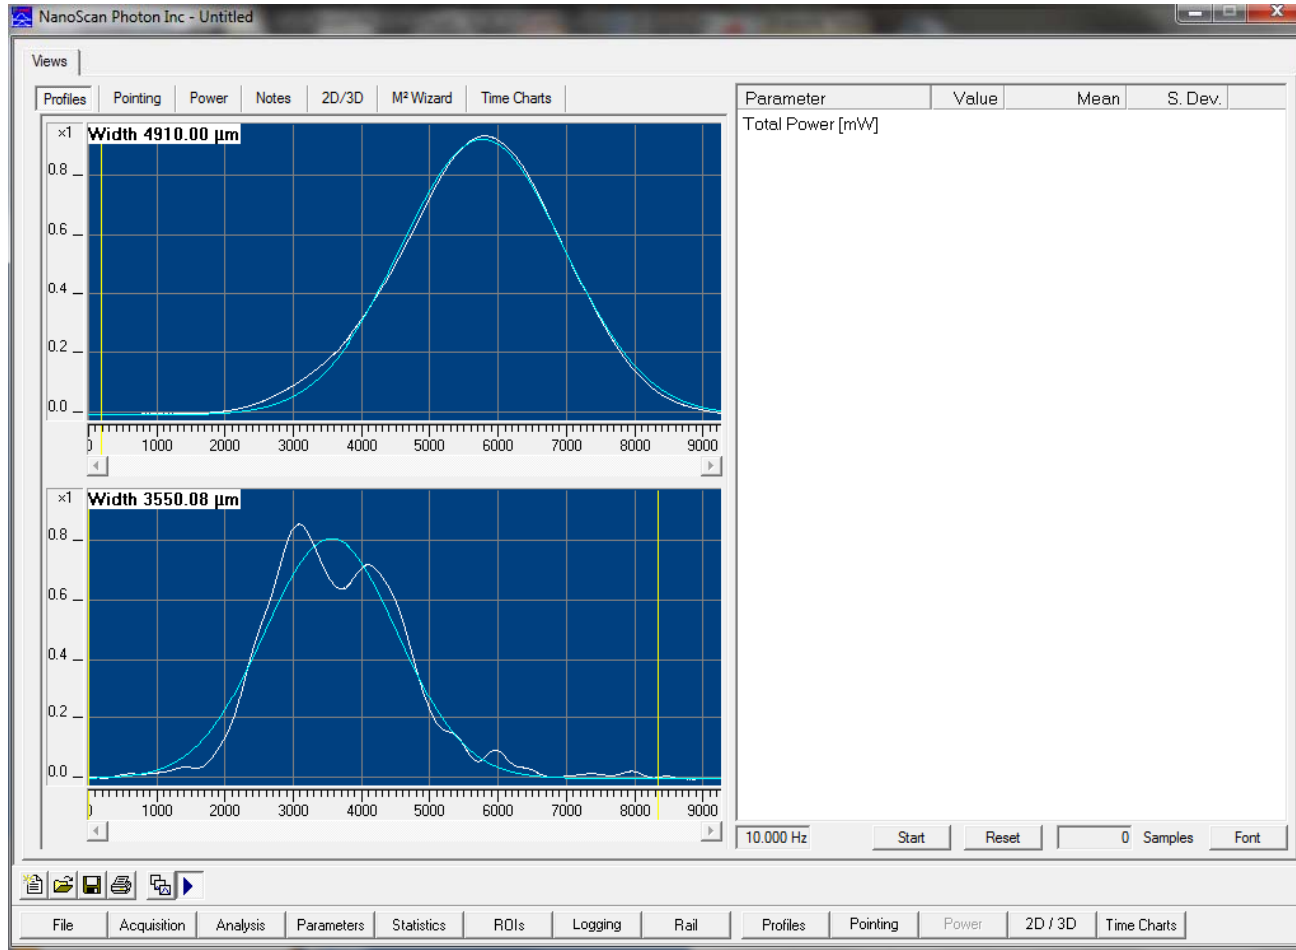 NanoScan Photon Inc - Untitled
Views
Profiles Pointing Power Notes 2D/3D M² Wizard Time Charts
×1 Width 4910.00 µm
0.8
0.6
0.4
0.2
0.0
0 1000 2000 3000 4000 5000 6000 7000 8000 9000
×1 Width 3550.08 µm
0.8
0.6
0.4
0.2
0.0
0 1000 2000 3000 4000 5000 6000 7000 8000 9000
Parameter Value Mean S. Dev.
Total Power [mW]
10.000 Hz Start Reset 0 Samples Font
File Acquisition Analysis Parameters Statistics ROIs Logging Rail Profiles Pointing Power 2D / 3D Time Charts